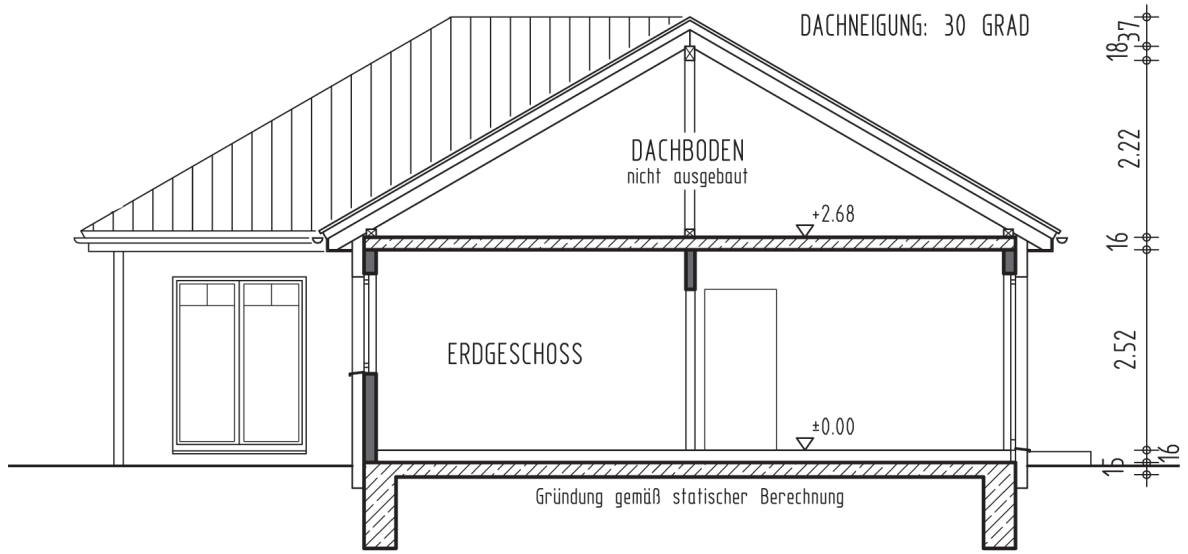 DACHNEIGUNG: 30 GRAD
37
18
DACHBODEN
nicht ausgebaut
2.22
+2.68
16
ERDGESCHOSS
2.52
±0.00
16
15
Gründung gemäß statischer Berechnung